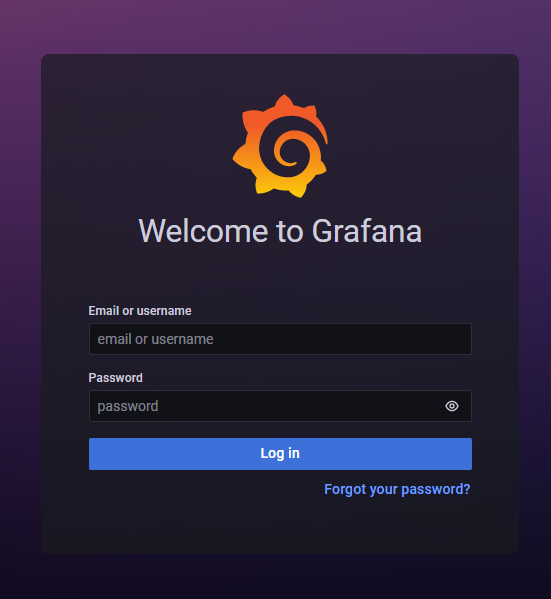 Welcome to Grafana
Email or username
email or username
Password
password
Log in
Forgot your password?